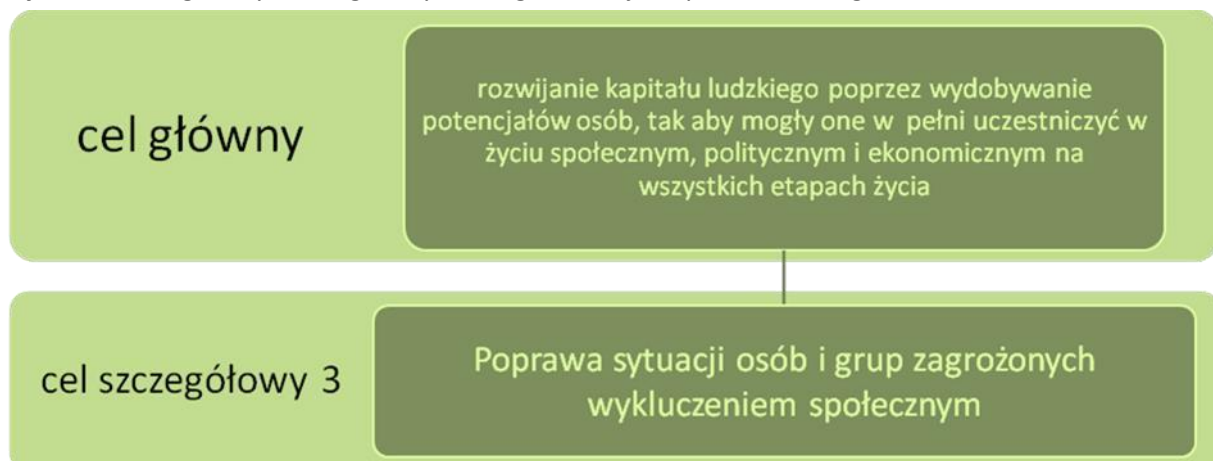 cel główny
rozwijanie kapitału ludzkiego poprzez wydobywanie
potencjałów osób, tak aby mogły one w pełni uczestniczyć w
życiu społecznym, politycznym i ekonomicznym na
wszystkich etapach życia
cel szczegółowy 3
Poprawa sytuacji osób i grup zagrożonych
wykluczeniem społecznym